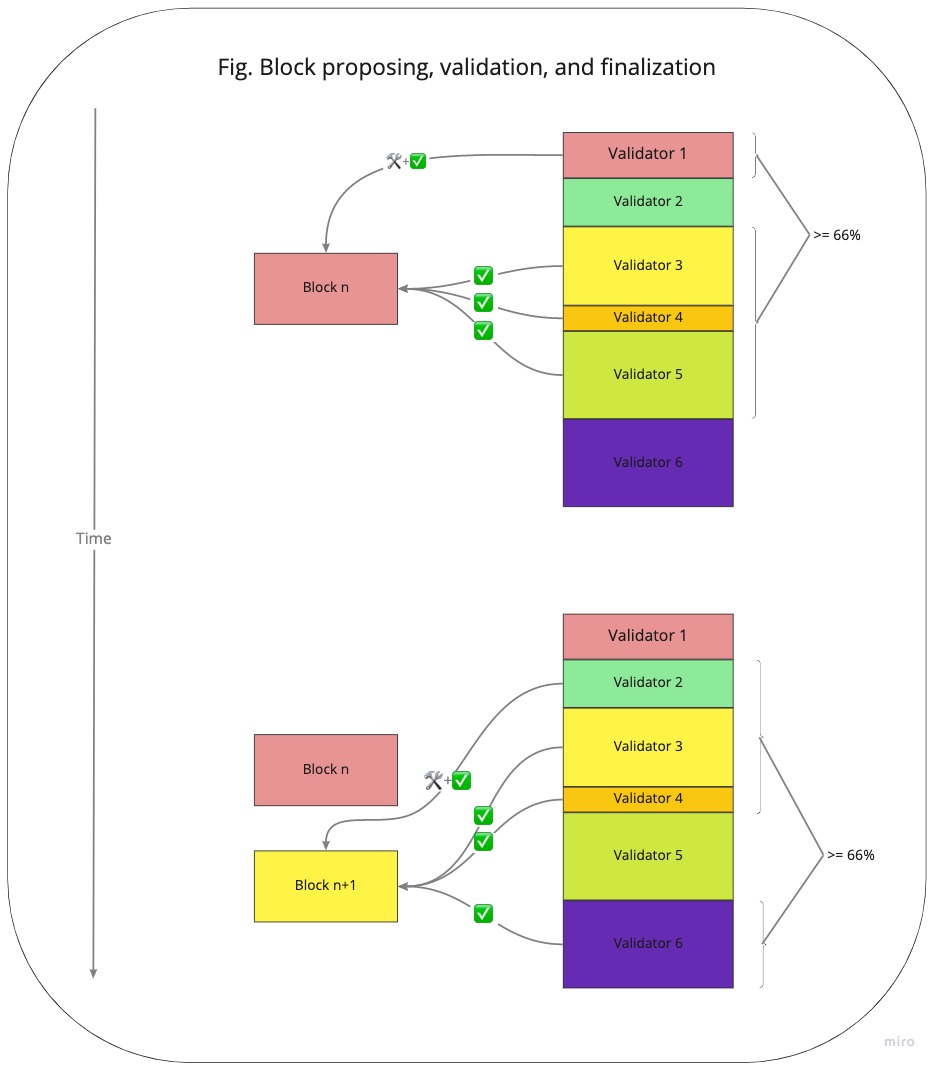 Fig. Block proposing, validation, and finalization
🛠+✅
Validator 1
Validator 2
>= 66%
Validator 3
Block n
Validator 4
Validator 5
Validator 6
Time
Validator 1
Validator 2
Validator 3
Block n
🛠+✅
Validator 4
Validator 5
>= 66%
Block n+1
Validator 6
miro